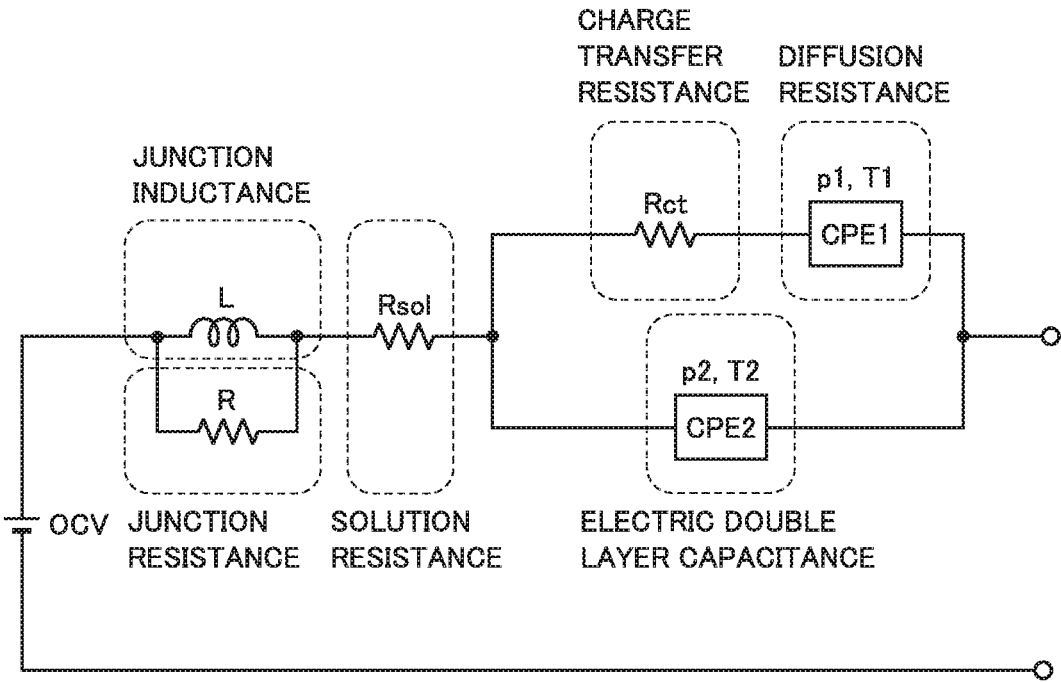 CHARGE
TRANSFER
RESISTANCE
DIFFUSION
RESISTANCE
JUNCTION
INDUCTANCE
p1, T1
Rct
CPE1
L
Rsol
p2, T2
R
CPE2
OCV
JUNCTION
RESISTANCE
SOLUTION
RESISTANCE
ELECTRIC DOUBLE
LAYER CAPACITANCE